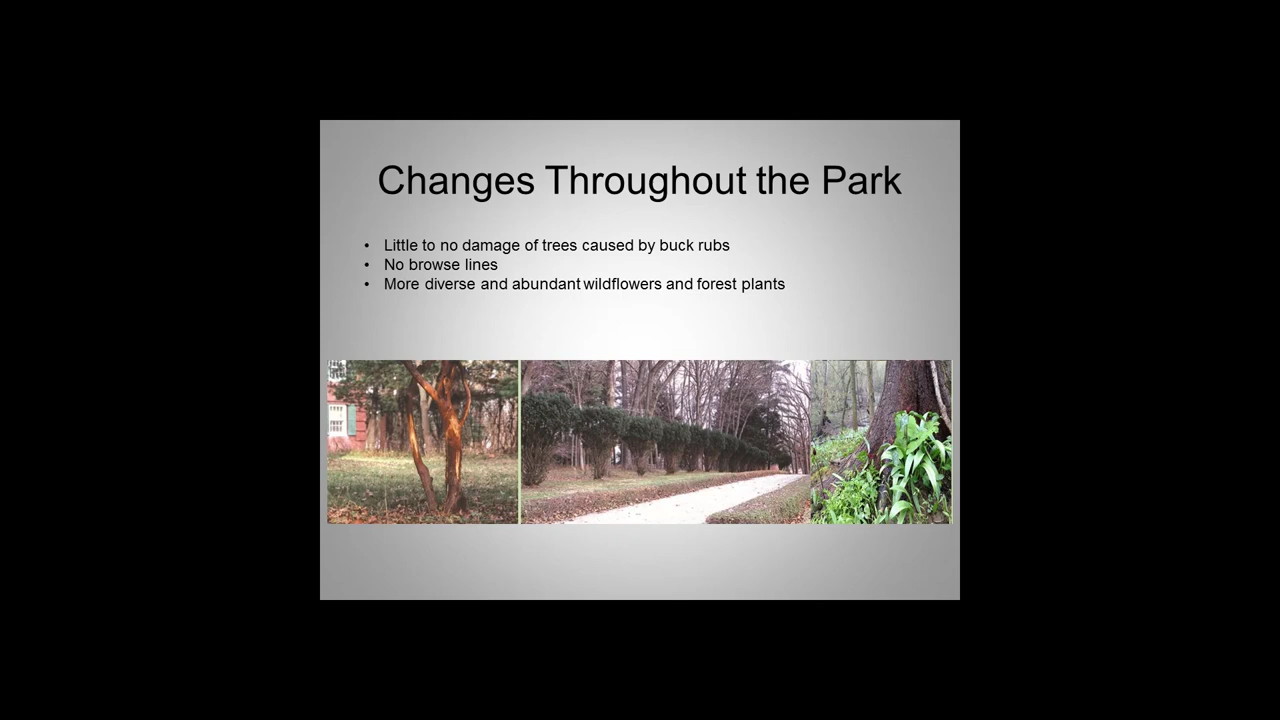 Changes Throughout the Park
• Little to no damage of trees caused by buck rubs
• No browse lines
• More diverse and abundant wildflowers and forest plants